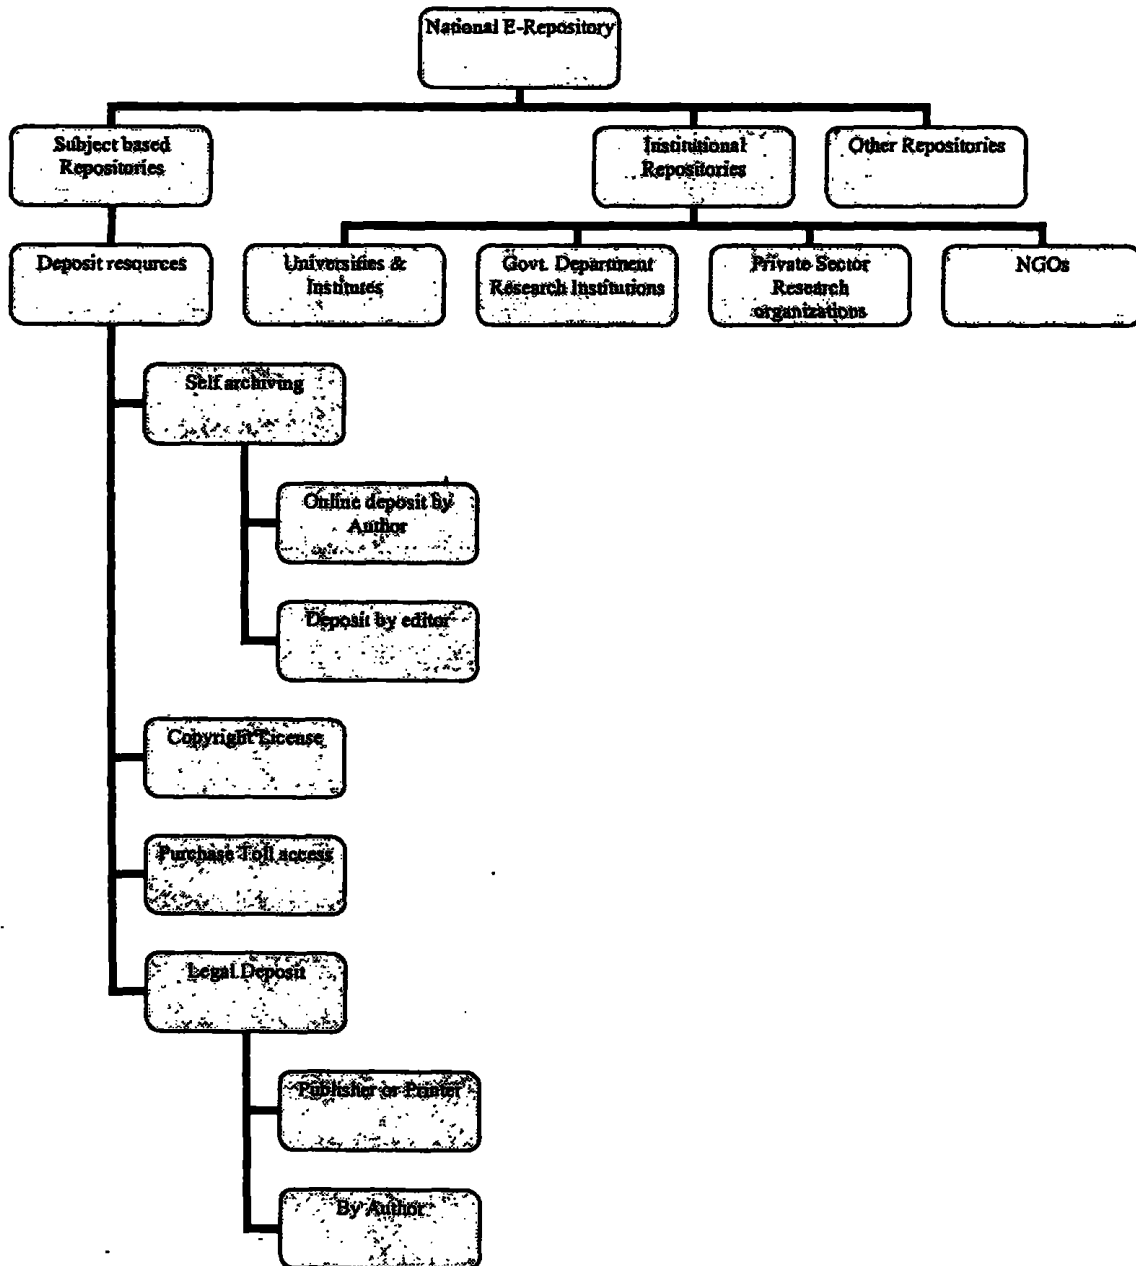 National E-Repository
Subject based
Repositories
Institutional
Repositories
Other Repositories
Deposit resources
Universities &
Institutes
Govt. Department
Research Institutions
Private Sector
Research
organizations
NGOs
Self archiving
Online deposit by
Author
Deposit by editor
Copyright License
Purchase Toll access
Legal Deposit
Publisher or Printer
By Author